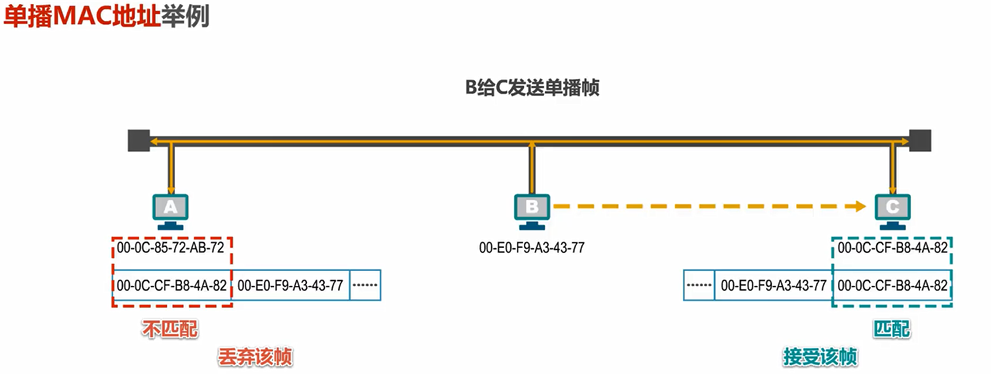 单播MAC地址举例
B给C发送单播帧
A
B
C
00-0C-85-72-AB-72
00-E0-F9-A3-43-77
00-0C-CF-B8-4A-82
00-0C-CF-B8-4A-82 00-E0-F9-A3-43-77 ······
······ 00-E0-F9-A3-43-77 00-0C-CF-B8-4A-82
不匹配
匹配
丢弃该帧
接受该帧